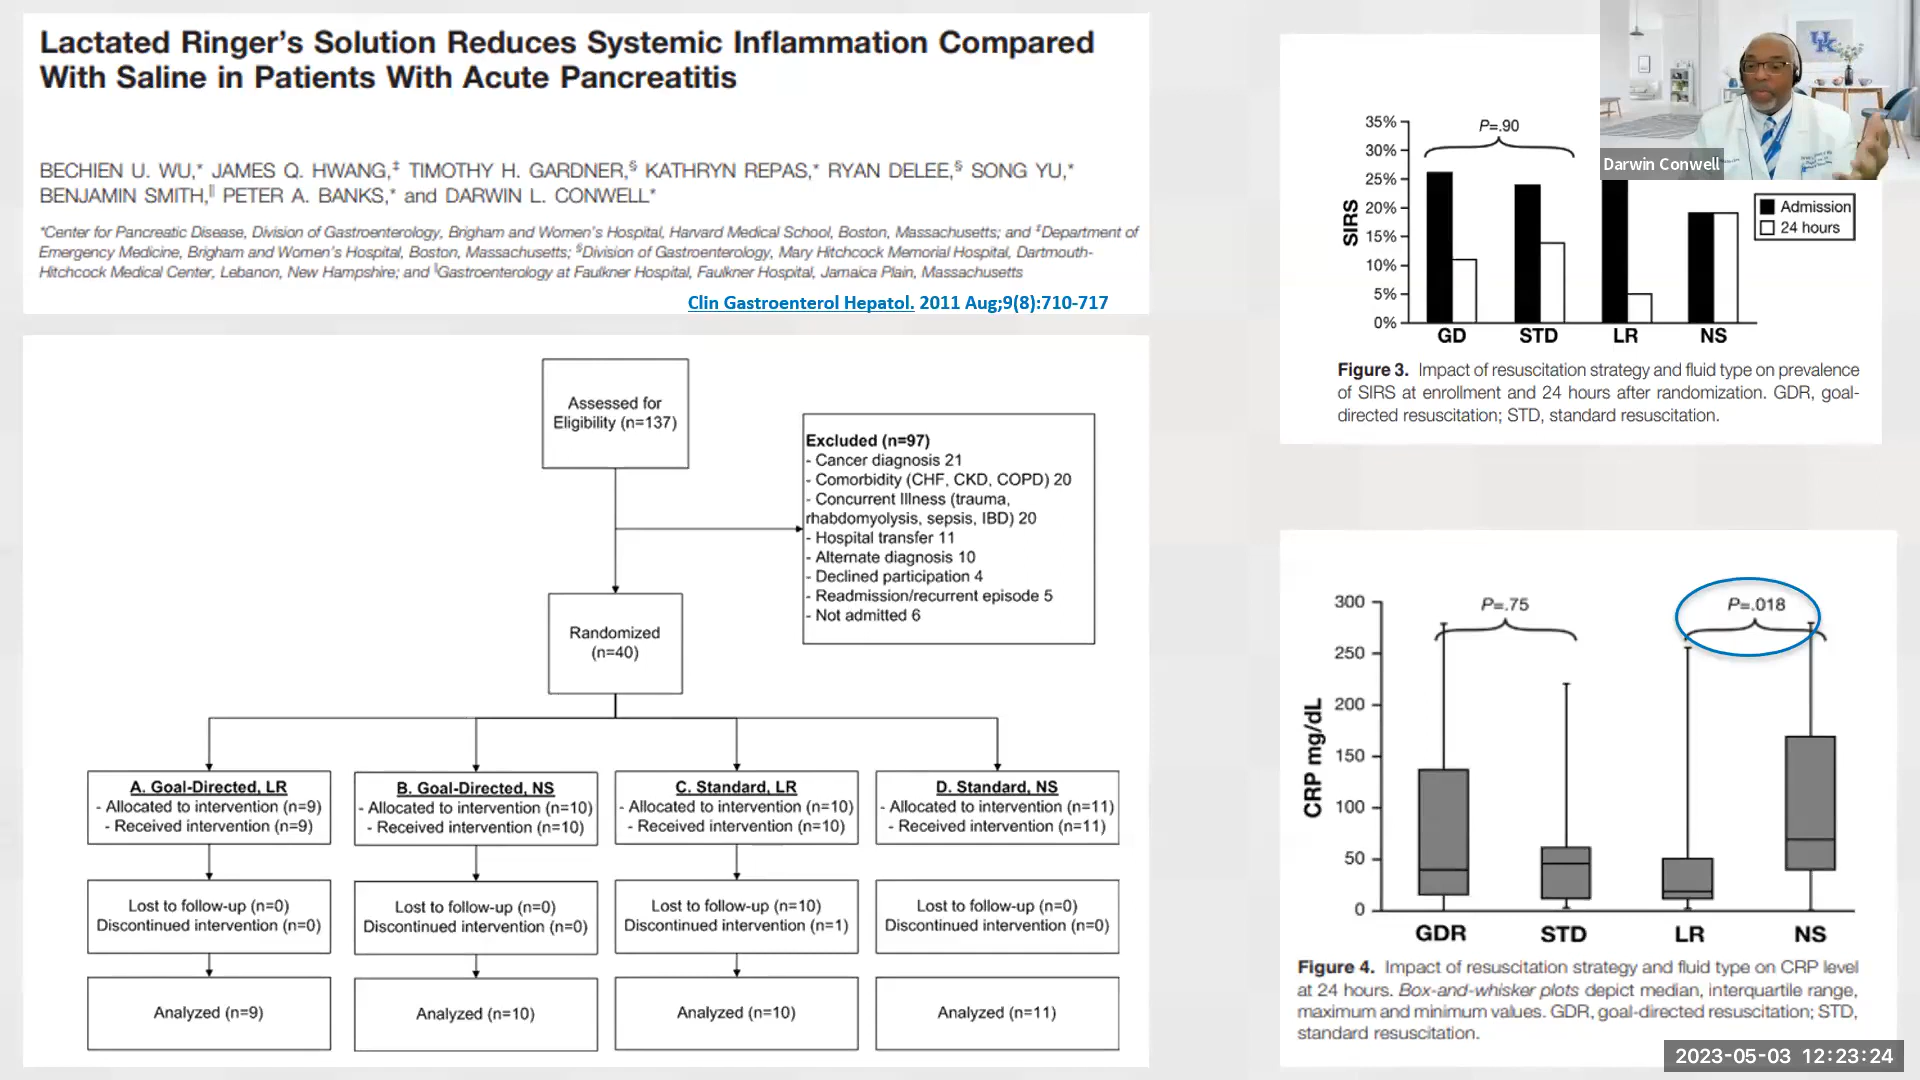 Lactated Ringer's Solution Reduces Systemic Inflammation Compared
With Saline in Patients With Acute Pancreatitis
BECHIEN U. WU,* JAMES Q. HWANG,‡ TIMOTHY H. GARDNER,§ KATHRYN REPAS,* RYAN DELEE,§ SONG YU,*
BENJAMIN SMITH,‖ PETER A. BANKS,* and DARWIN L. CONWELL*
*Center for Pancreatic Disease, Division of Gastroenterology, Brigham and Women's Hospital, Harvard Medical School, Boston, Massachusetts; and ‡Department of
Emergency Medicine, Brigham and Women's Hospital, Boston, Massachusetts; §Division of Gastroenterology, Mary Hitchcock Memorial Hospital, Dartmouth-
Hitchcock Medical Center, Lebanon, New Hampshire; and ‖Gastroenterology at Faulkner Hospital, Faulkner Hospital, Jamaica Plain, Massachusetts
Clin Gastroenterol Hepatol. 2011 Aug;9(8):710-717
Assessed for
Eligibility (n=137)
Excluded (n=97)
- Cancer diagnosis 21
- Comorbidity (CHF, CKD, COPD) 20
- Concurrent Illness (trauma,
rhabdomyolysis, sepsis, IBD) 20
- Hospital transfer 11
- Alternate diagnosis 10
- Declined participation 4
- Readmission/recurrent episode 5
- Not admitted 6
Randomized
(n=40)
A. Goal-Directed, LR
- Allocated to intervention (n=9)
- Received intervention (n=9)
B. Goal-Directed, NS
- Allocated to intervention (n=10)
- Received intervention (n=10)
C. Standard, LR
- Allocated to intervention (n=10)
- Received intervention (n=10)
D. Standard, NS
- Allocated to intervention (n=11)
- Received intervention (n=11)
Lost to follow-up (n=0)
Discontinued intervention (n=0)
Lost to follow-up (n=0)
Discontinued intervention (n=0)
Lost to follow-up (n=10)
Discontinued intervention (n=1)
Lost to follow-up (n=0)
Discontinued intervention (n=0)
Analyzed (n=9)
Analyzed (n=10)
Analyzed (n=10)
Analyzed (n=11)
UK
Darwin Conwell
P=.90
35%
30%
25%
20%
15%
10%
5%
0%
SIRS
Admission
24 hours
GD
STD
LR
NS
Figure 3. Impact of resuscitation strategy and fluid type on prevalence
of SIRS at enrollment and 24 hours after randomization. GDR, goal-
directed resuscitation; STD, standard resuscitation.
P=.75
P=.018
300
250
200
150
100
50
0
CRP mg/dL
GDR
STD
LR
NS
Figure 4. Impact of resuscitation strategy and fluid type on CRP level
at 24 hours. Box-and-whisker plots depict median, interquartile range,
maximum and minimum values. GDR, goal-directed resuscitation; STD,
standard resuscitation.
2023-05-03 12:23:24